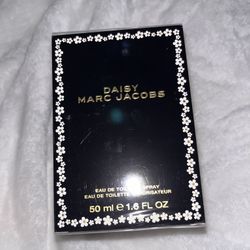 DAISY
MARC JACOBS
EAU DE TOILETTE SPRAY
EAU DE TOILETTE VAPORISATEUR
50 ml e 1.6 FL OZ